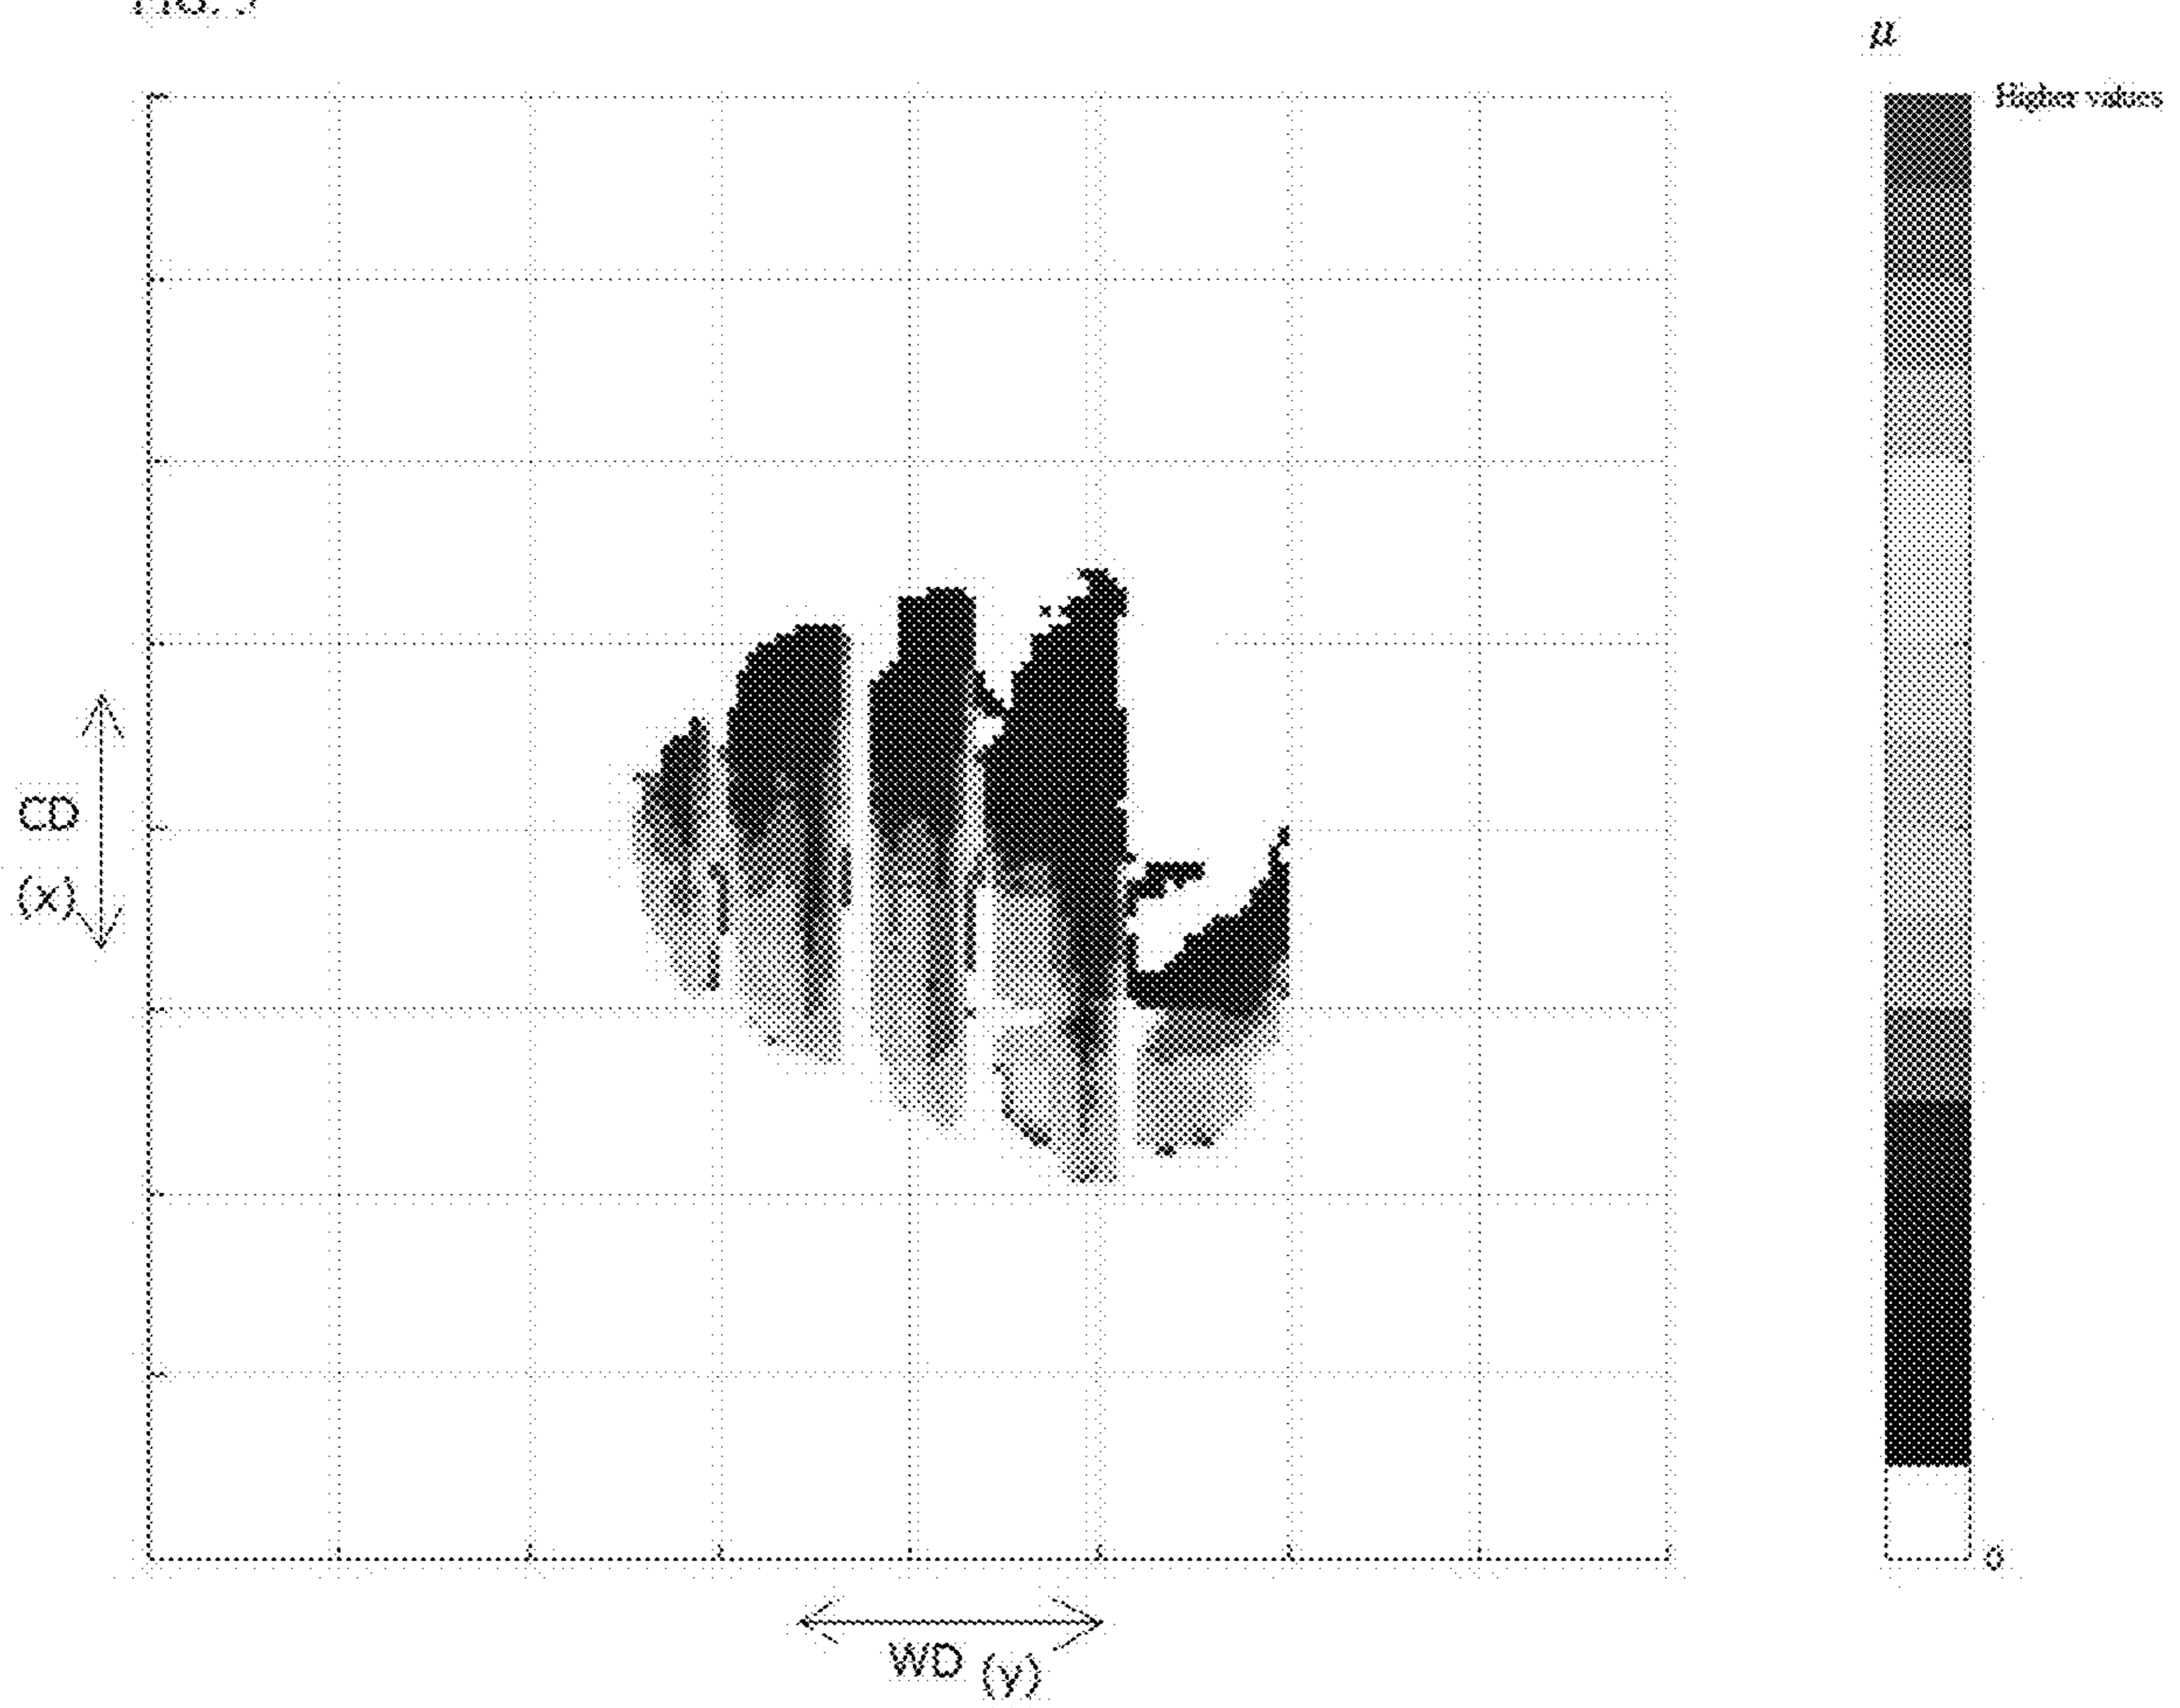 μ
Higher values
CD
(x)
0
WD (y)